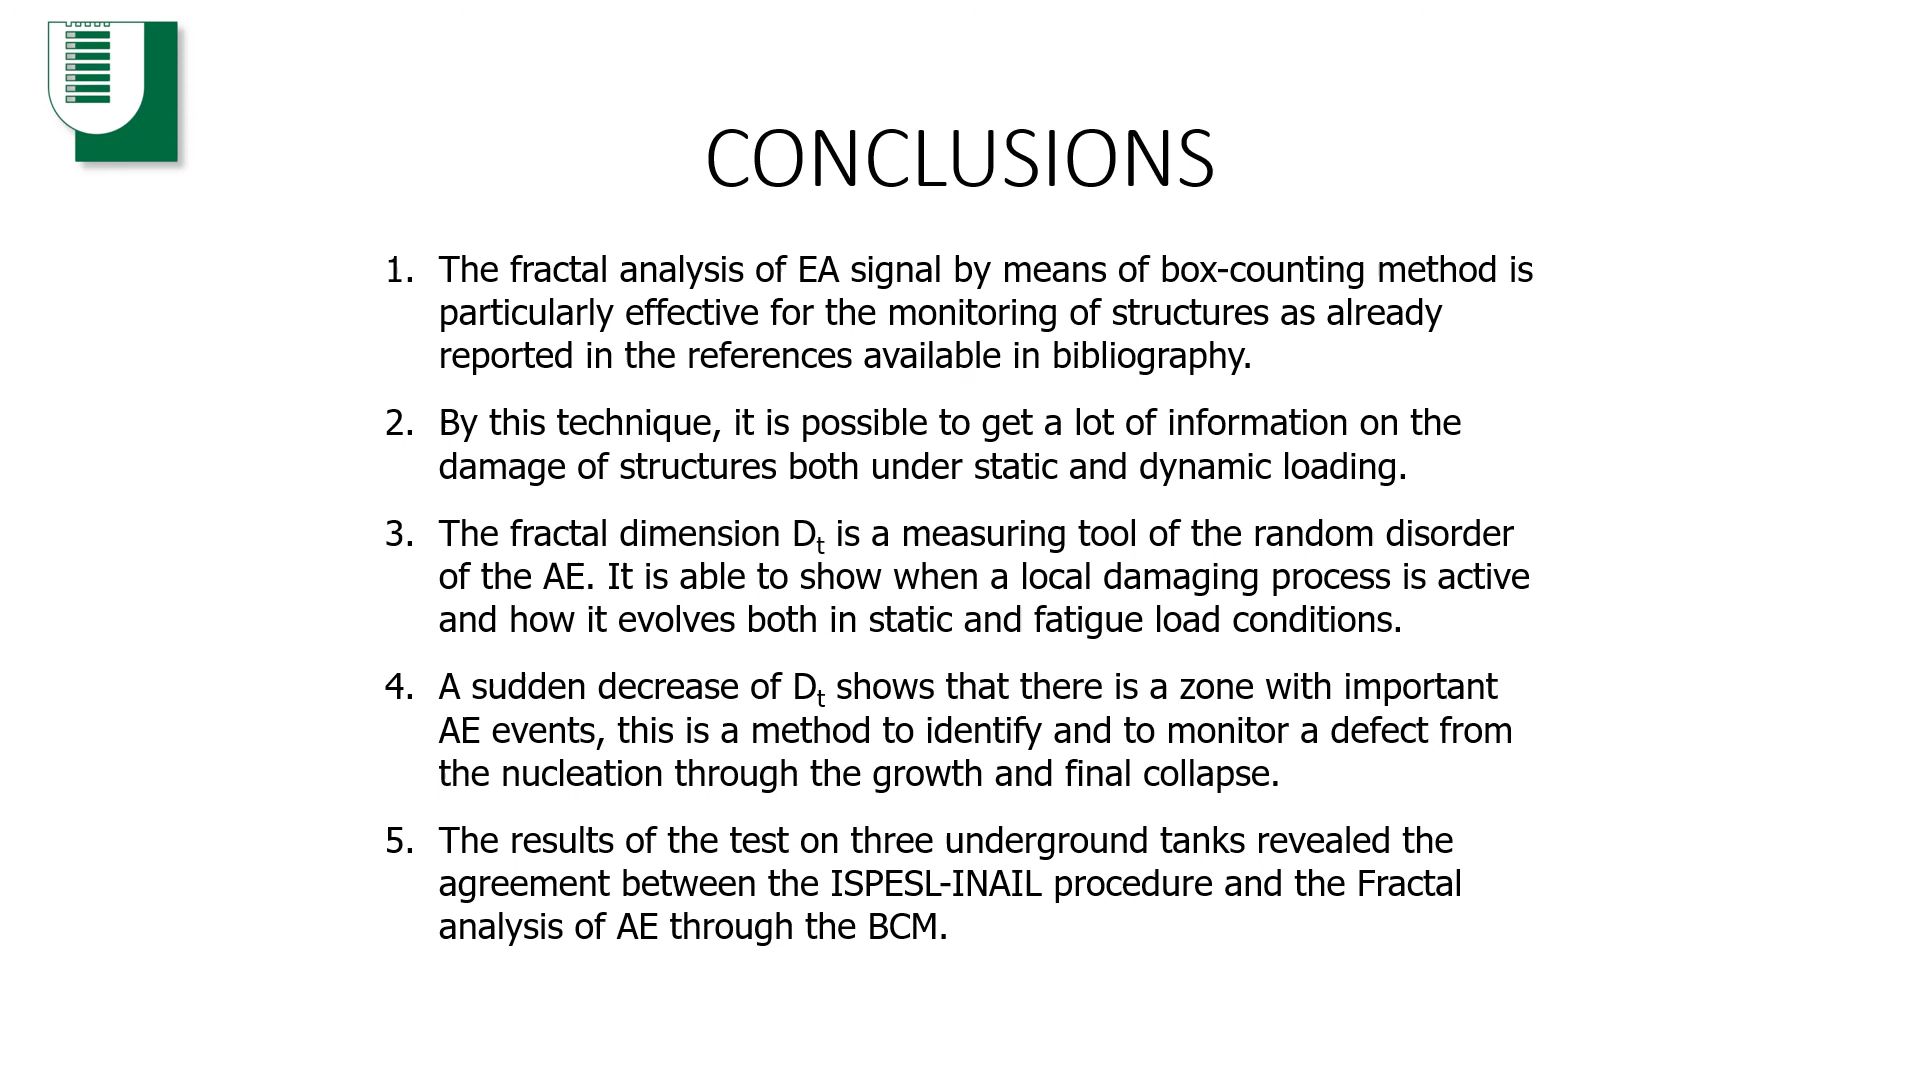 CONCLUSIONS
1. The fractal analysis of EA signal by means of box-counting method is
particularly effective for the monitoring of structures as already
reported in the references available in bibliography.
2. By this technique, it is possible to get a lot of information on the
damage of structures both under static and dynamic loading.
3. The fractal dimension Dt is a measuring tool of the random disorder
of the AE. It is able to show when a local damaging process is active
and how it evolves both in static and fatigue load conditions.
4. A sudden decrease of Dt shows that there is a zone with important
AE events, this is a method to identify and to monitor a defect from
the nucleation through the growth and final collapse.
5. The results of the test on three underground tanks revealed the
agreement between the ISPESL-INAIL procedure and the Fractal
analysis of AE through the BCM.